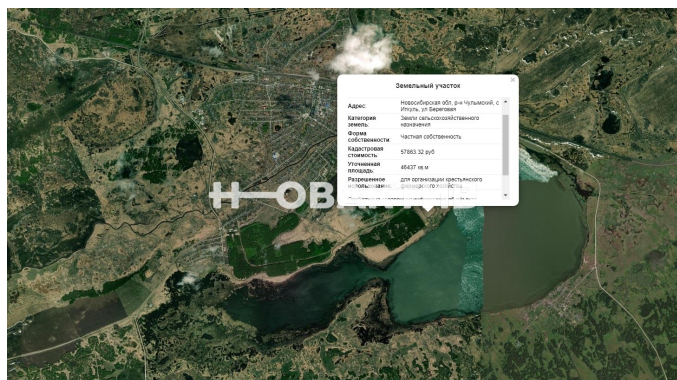 Земельный участок
Адрес:
Новосибирская обл, р-н Чулымский, с
Иткуль, ул Береговая
Категория
земель:
Земли сельскохозяйственного
назначения
Форма
собственности:
Частная собственность
Кадастровая
стоимость:
57863.32 руб
Уточненная
площадь:
46437 кв.м
Разрешенное
использование:
для организации крестьянского
фермерского хозяйства